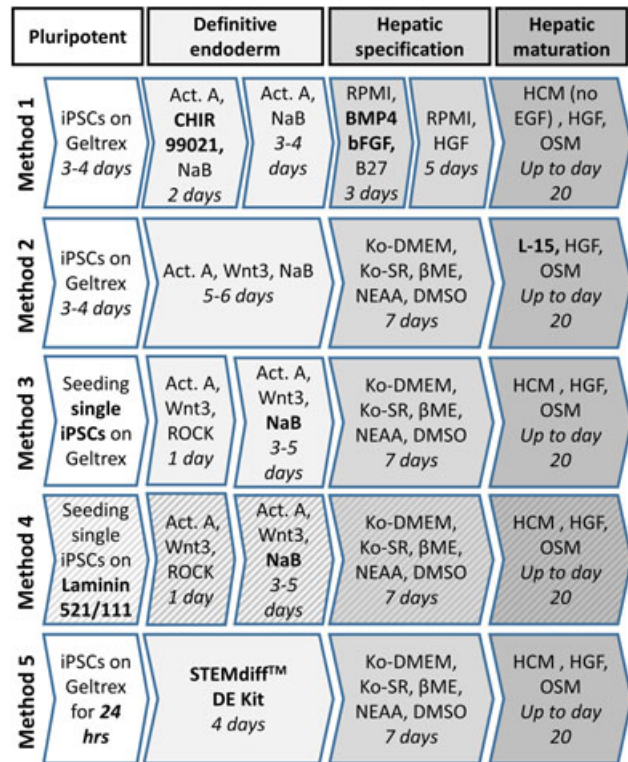 Pluripotent
Definitive
endoderm
Hepatic
specification
Hepatic
maturation
Method 1
iPSCs on
Geltrex
3-4 days
Act. A,
CHIR
99021,
NaB
2 days
Act. A,
NaB
3-4
days
RPMI,
BMP4
bFGF,
B27
3 days
RPMI,
HGF
5 days
HCM (no
EGF) , HGF,
OSM
Up to day
20
Method 2
iPSCs on
Geltrex
3-4 days
Act. A, Wnt3, NaB
5-6 days
Ko-DMEM,
Ko-SR, βME,
NEAA, DMSO
7 days
L-15, HGF,
OSM
Up to day
20
Method 3
Seeding
single
iPSCs on
Geltrex
Act. A,
Wnt3,
ROCK
1 day
Act. A,
Wnt3,
NaB
3-5
days
Ko-DMEM,
Ko-SR, βME,
NEAA, DMSO
7 days
HCM , HGF,
OSM
Up to day
20
Method 4
Seeding
single
iPSCs on
Laminin
521/111
Act. A,
Wnt3,
ROCK
1 day
Act. A,
Wnt3,
NaB
3-5
days
Ko-DMEM,
Ko-SR, βME,
NEAA, DMSO
7 days
HCM , HGF,
OSM
Up to day
20
Method 5
iPSCs on
Geltrex
for 24
hrs
STEMdiff™
DE Kit
4 days
Ko-DMEM,
Ko-SR, βME,
NEAA, DMSO
7 days
HCM , HGF,
OSM
Up to day
20